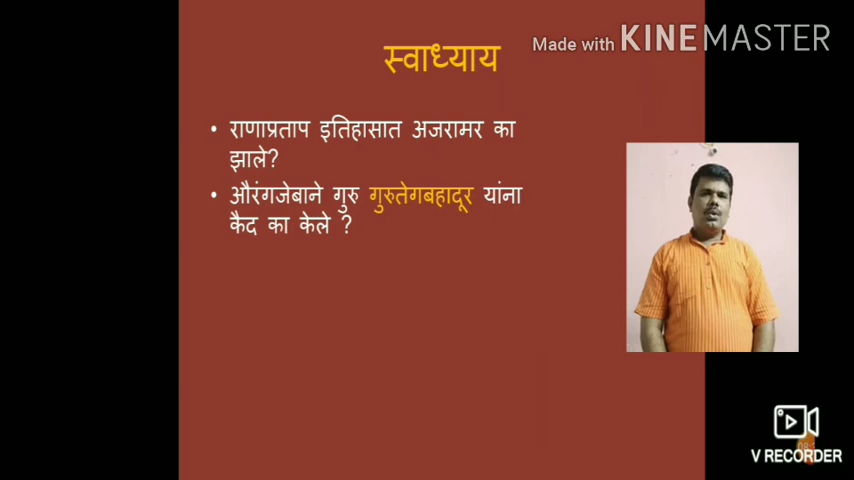 स्वाध्याय
Made with KINEMASTER
• राणाप्रताप इतिहासात अजरामर का
झाले?
• औरंगजेबाने गुरु गुरुतेगबहादूर यांना
कैद का केले ?
V RECORDER